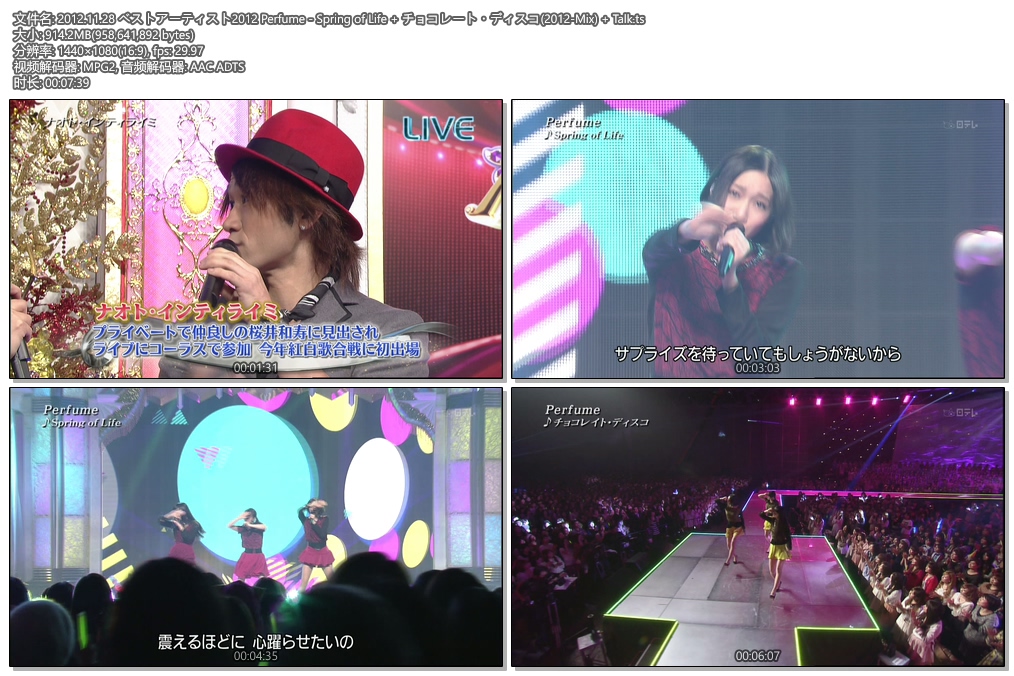 文件名: 2012.11.28 ベストアーティスト2012 Perfume - Spring of Life + チョコレート・ディスコ(2012-Mix) + Talk.ts
大小: 914.2MB(958,641,892 bytes)
分辨率: 1440×1080(16:9), fps: 29.97
视频解码器: MPG2, 音频解码器: AAC ADTS
时长: 00:07:39
ナオト・インティライミ
LIVE
ナオト・インティライミ
プライベートで仲良しの桜井和寿に見出され
ライブにコーラスで参加 今年紅白歌合戦に初出場
00:01:31
Perfume
♪Spring of Life
日テレ
サプライズを待っていてもしょうがないから
00:03:03
Perfume
♪Spring of Life
震えるほどに 心躍らせたいの
00:04:35
Perfume
♪チョコレイト・ディスコ
日テレ
00:06:07